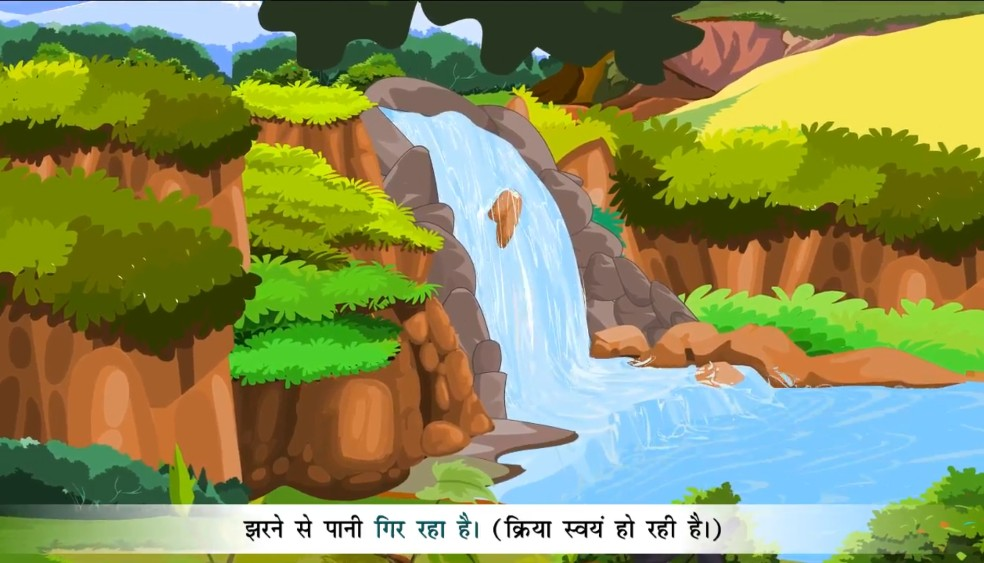 झरने से पानी गिर रहा है। (क्रिया स्वयं हो रही है।)